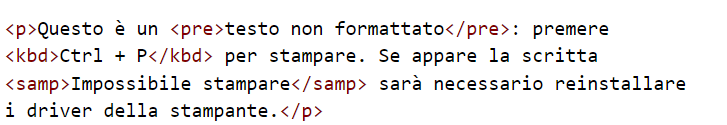 <p>Questo è un <pre>testo non formattato</pre>: premere
<kbd>Ctrl + P</kbd> per stampare. Se appare la scritta
<samp>Impossibile stampare</samp> sarà necessario reinstallare
i driver della stampante.</p>